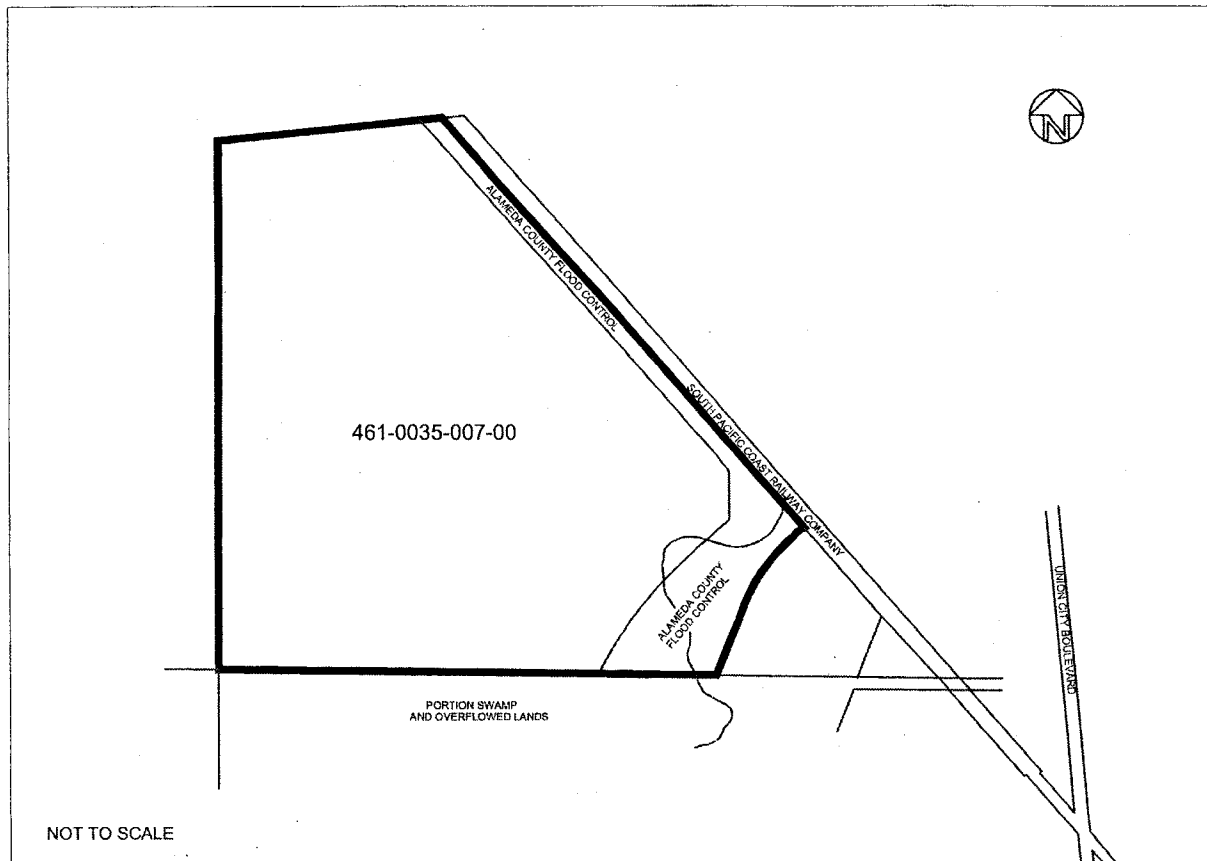 N
ALAMEDA COUNTY FLOOD CONTROL
SOUTH PACIFIC COAST RAILWAY COMPANY
461-0035-007-00
ALAMEDA COUNTY
FLOOD CONTROL
UNION CITY BOULEVARD
PORTION SWAMP
AND OVERFLOWED LANDS
NOT TO SCALE